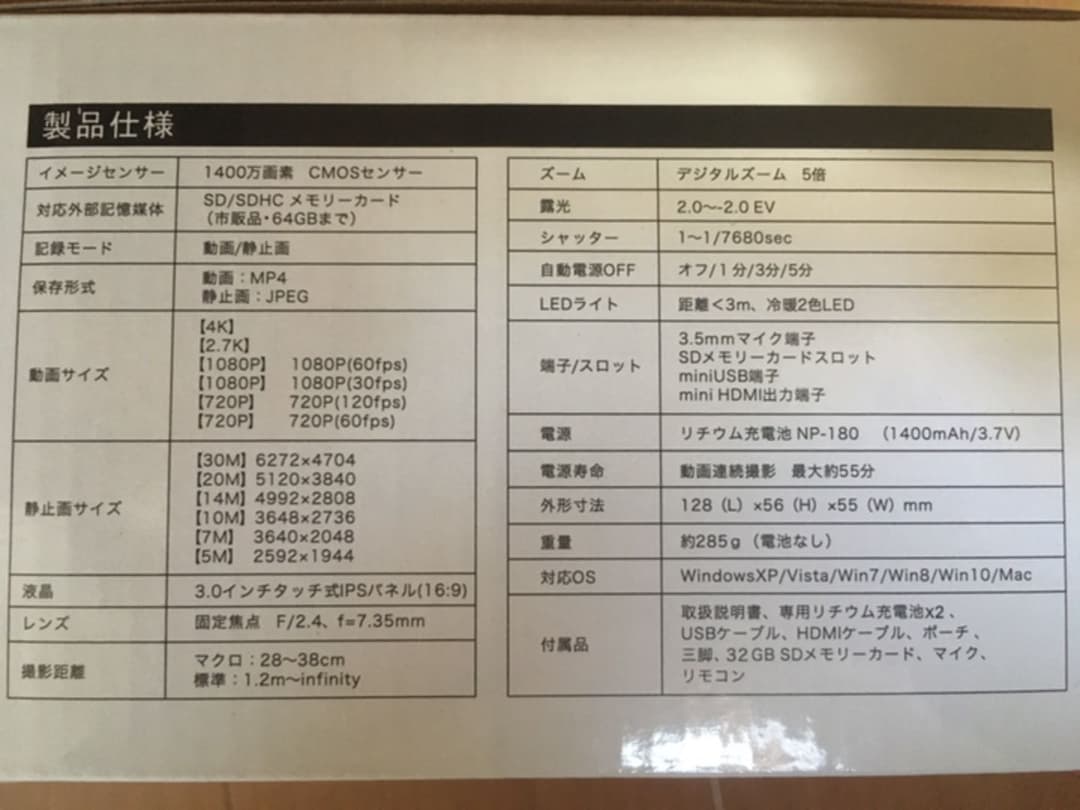 製品仕様
イメージセンサー 1400万画素 CMOSセンサー
対応外部記憶媒体 SD/SDHC メモリーカード
（市販品・64GBまで）
記録モード 動画/静止画
保存形式 動画：MP4
静止画：JPEG
動画サイズ 【4K】
【2.7K】
【1080P】 1080P(60fps)
【1080P】 1080P(30fps)
【720P】 720P(120fps)
【720P】 720P(60fps)
静止画サイズ 【30M】6272×4704
【20M】5120×3840
【14M】4992×2808
【10M】3648×2736
【7M】 3640×2048
【5M】 2592×1944
液晶 3.0インチタッチ式IPSパネル(16:9)
レンズ 固定焦点 F/2.4、f=7.35mm
撮影距離 マクロ：28〜38cm
標準：1.2m〜infinity
ズーム デジタルズーム 5倍
露光 2.0〜-2.0 EV
シャッター 1〜1/7680sec
自動電源OFF オフ/1分/3分/5分
LEDライト 距離＜3m、冷暖2色LED
端子/スロット 3.5mmマイク端子
SDメモリーカードスロット
miniUSB端子
mini HDMI出力端子
電源 リチウム充電池 NP-180 （1400mAh/3.7V）
電源寿命 動画連続撮影 最大約55分
外形寸法 128（L）×56（H）×55（W）mm
重量 約285g（電池なし）
対応OS WindowsXP/Vista/Win7/Win8/Win10/Mac
付属品 取扱説明書、専用リチウム充電池x2、
USBケーブル、HDMIケーブル、ポーチ、
三脚、32GB SDメモリーカード、マイク、
リモコン